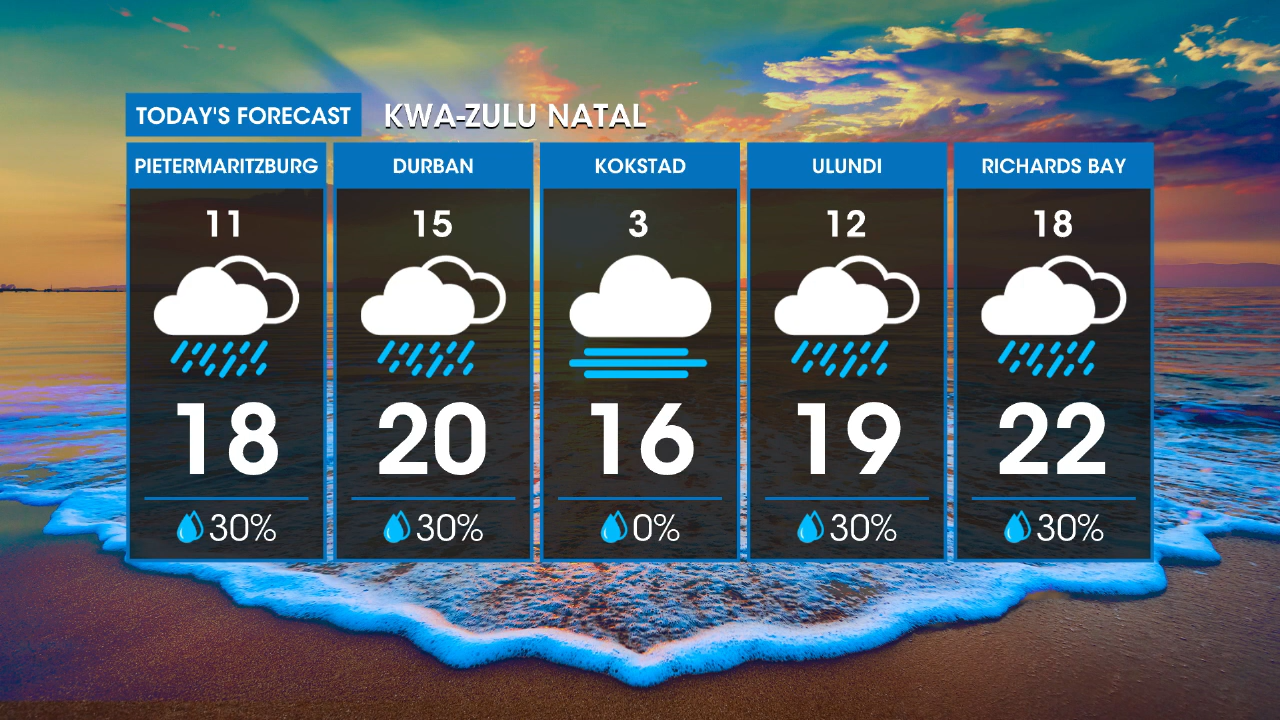 TODAY'S FORECAST KWA-ZULU NATAL
PIETERMARITZBURG DURBAN KOKSTAD ULUNDI RICHARDS BAY
11 15 3 12 18
18 20 16 19 22
30% 30% 0% 30% 30%